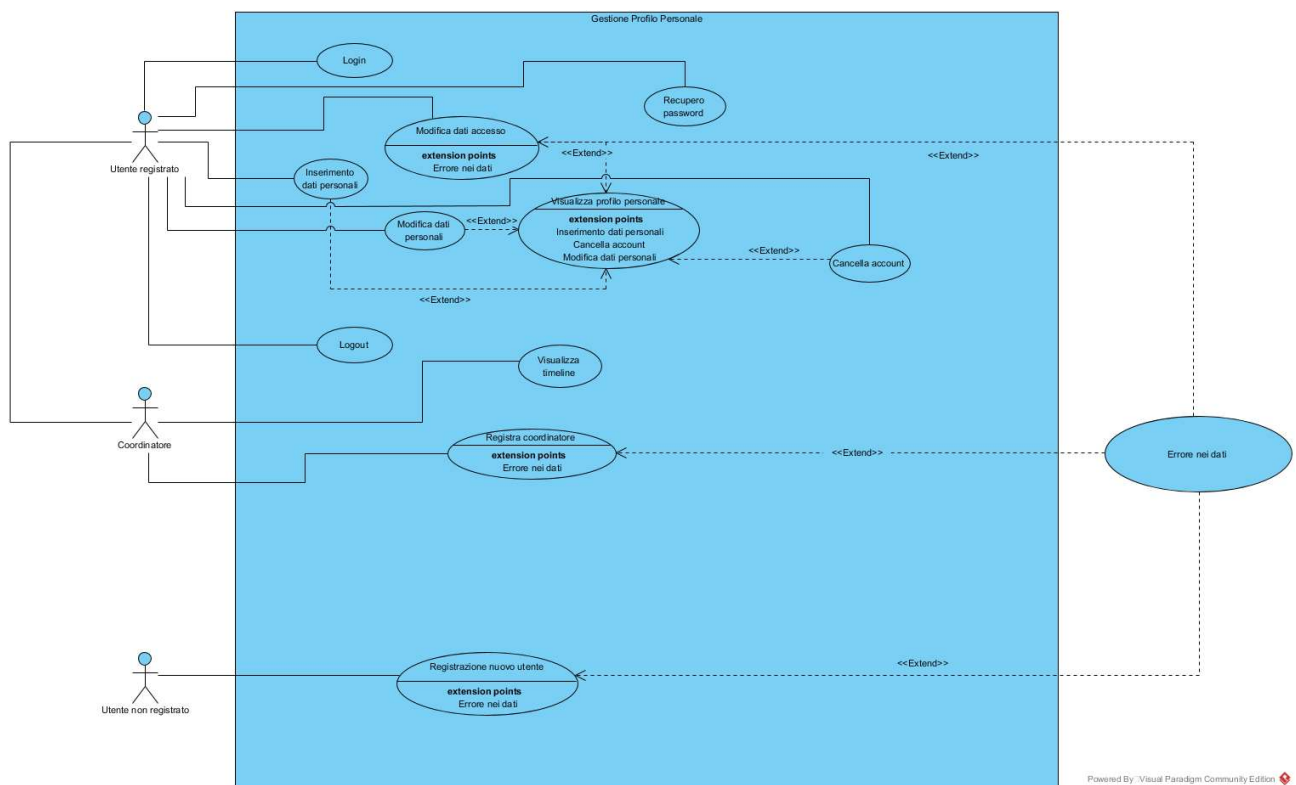 Gestione Profilo Personale
Login
Recupero
password
Modifica dati accesso
extension points
Errore nei dati
<<Extend>>
<<Extend>>
Utente registrato
Inserimento
dati personali
Visualizza profilo personale
extension points
Inserimento dati personali
Cancella account
Modifica dati personali
Modifica dati
personali
<<Extend>>
<<Extend>>
Cancella account
<<Extend>>
Logout
Visualizza
timeline
Coordinatore
Registra coordinatore
extension points
Errore nei dati
<<Extend>>
Errore nei dati
Registrazione nuovo utente
extension points
Errore nei dati
<<Extend>>
Utente non registrato
Powered By Visual Paradigm Community Edition